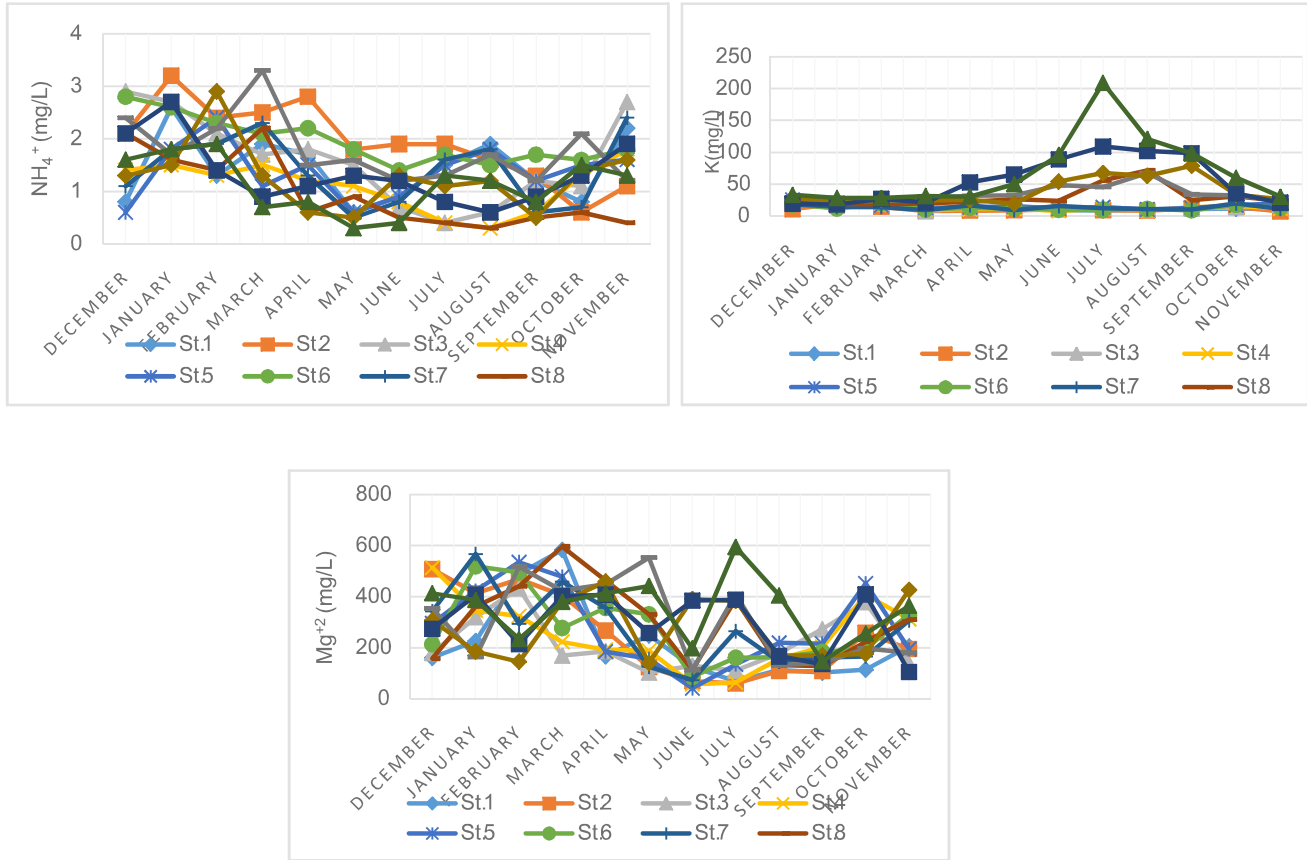 4
3
2
1
0
NH₄⁺ (mg/L)
DECEMBER
JANUARY
FEBRUARY
MARCH
APRIL
MAY
JUNE
JULY
AUGUST
SEPTEMBER
OCTOBER
NOVEMBER
St.1 St.2 St.3 St.4
St.5 St.6 St.7 St.8
250
200
150
100
50
0
K(mg/L)
DECEMBER
JANUARY
FEBRUARY
MARCH
APRIL
MAY
JUNE
JULY
AUGUST
SEPTEMBER
OCTOBER
NOVEMBER
St.1 St.2 St.3 St.4
St.5 St.6 St.7 St.8
800
600
400
200
0
Mg⁺² (mg/L)
DECEMBER
JANUARY
FEBRUARY
MARCH
APRIL
MAY
JUNE
JULY
AUGUST
SEPTEMBER
OCTOBER
NOVEMBER
St.1 St.2 St.3 St.4
St.5 St.6 St.7 St.8